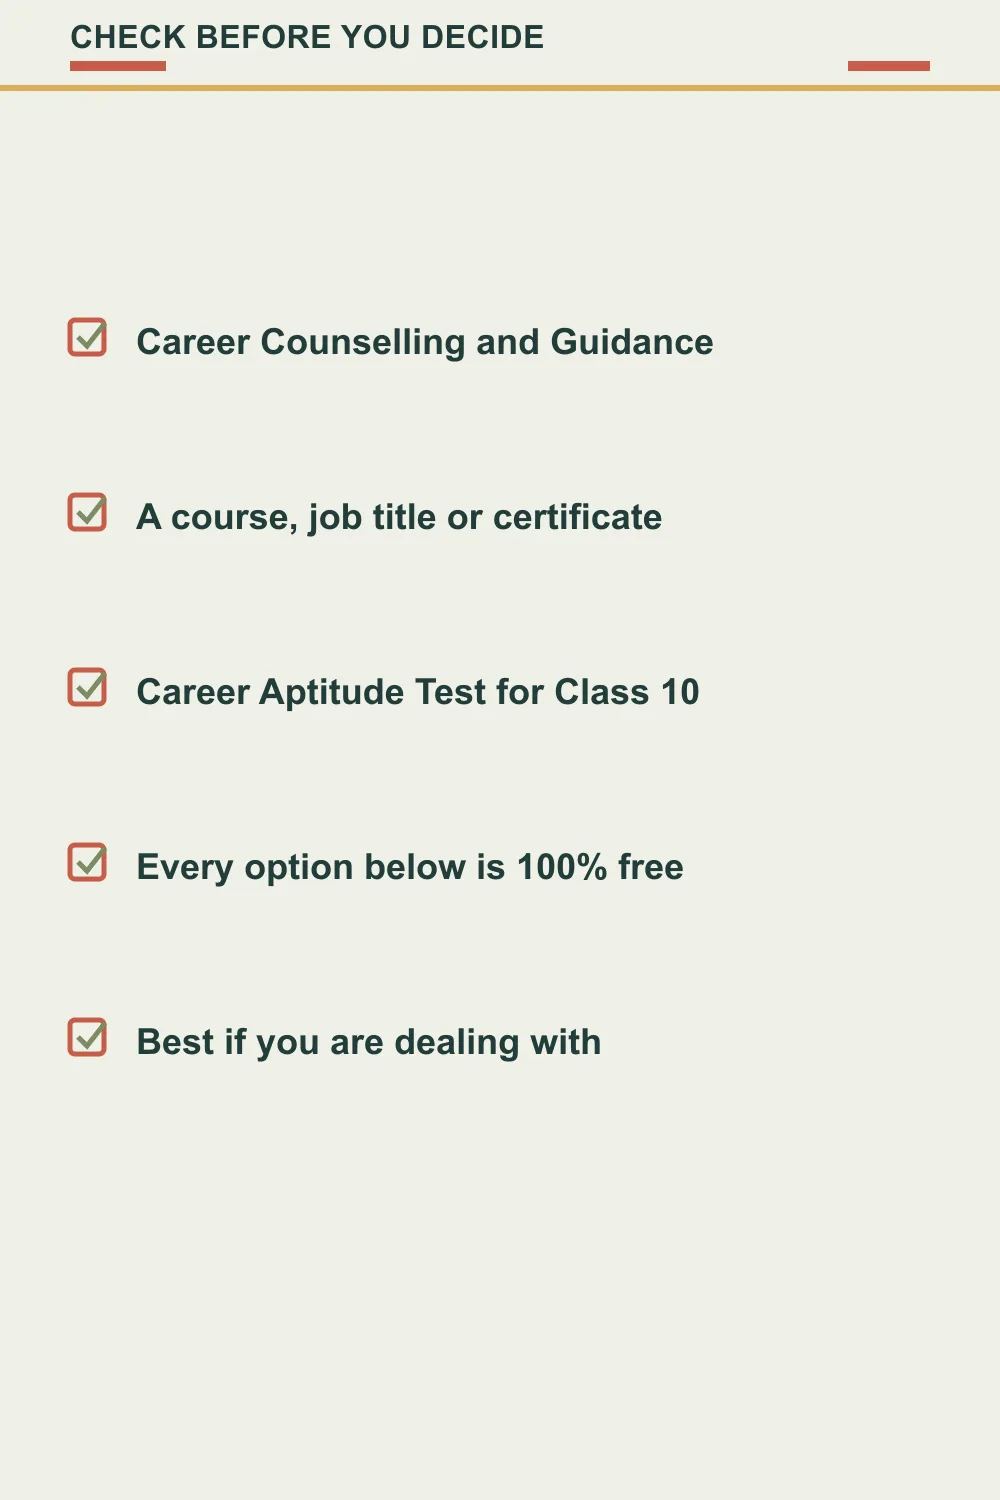 CHECK BEFORE YOU DECIDE
Career Counselling and Guidance
A course, job title or certificate
Career Aptitude Test for Class 10
Every option below is 100% free
Best if you are dealing with